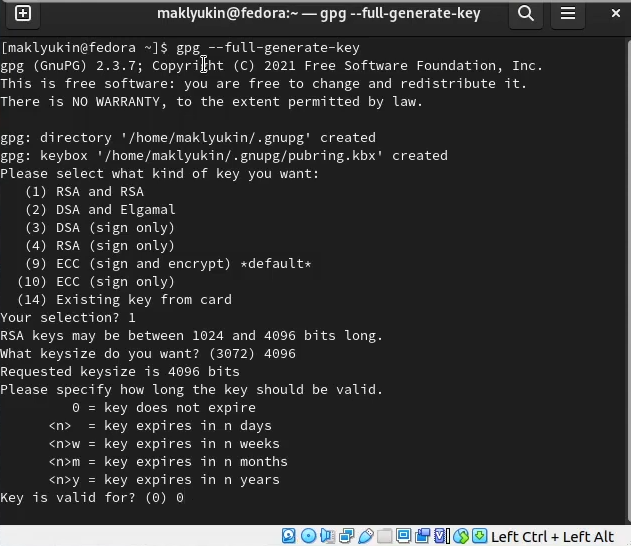 maklyukin@fedora:~ — gpg --full-generate-key
[maklyukin@fedora ~]$ gpg --full-generate-key
gpg (GnuPG) 2.3.7; Copyright (C) 2021 Free Software Foundation, Inc.
This is free software: you are free to change and redistribute it.
There is NO WARRANTY, to the extent permitted by law.
gpg: directory '/home/maklyukin/.gnupg' created
gpg: keybox '/home/maklyukin/.gnupg/pubring.kbx' created
Please select what kind of key you want:
(1) RSA and RSA
(2) DSA and Elgamal
(3) DSA (sign only)
(4) RSA (sign only)
(9) ECC (sign and encrypt) *default*
(10) ECC (sign only)
(14) Existing key from card
Your selection? 1
RSA keys may be between 1024 and 4096 bits long.
What keysize do you want? (3072) 4096
Requested keysize is 4096 bits
Please specify how long the key should be valid.
0 = key does not expire
<n>  = key expires in n days
<n>w = key expires in n weeks
<n>m = key expires in n months
<n>y = key expires in n years
Key is valid for? (0) 0
Left Ctrl + Left Alt